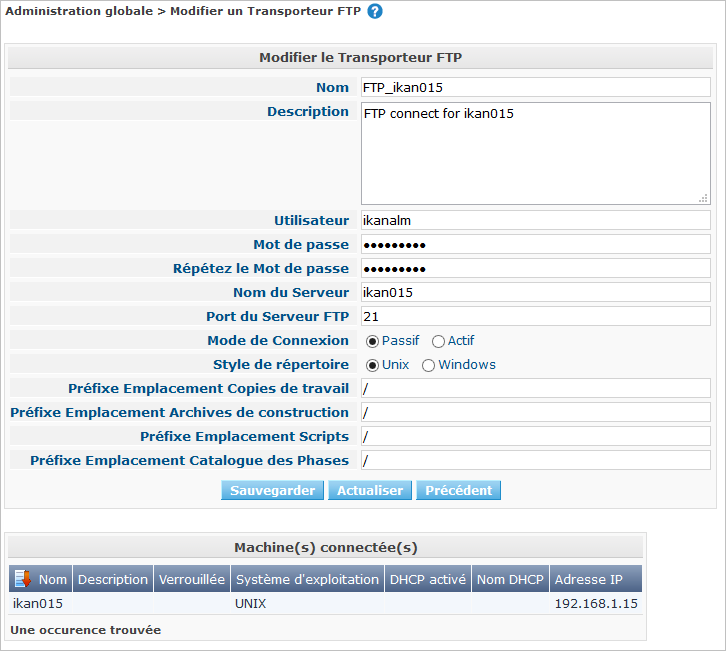 Administration globale > Modifier un Transporteur FTP ?
Modifier le Transporteur FTP
Nom FTP_ikan015
Description FTP connect for ikan015
Utilisateur ikanalm
Mot de passe •••••••••
Répétez le Mot de passe •••••••••
Nom du Serveur ikan015
Port du Serveur FTP 21
Mode de Connexion Passif Actif
Style de répertoire Unix Windows
Préfixe Emplacement Copies de travail /
Préfixe Emplacement Archives de construction /
Préfixe Emplacement Scripts /
Préfixe Emplacement Catalogue des Phases /
Sauvegarder Actualiser Précédent
Machine(s) connectée(s)
Nom Description Verrouillée Système d'exploitation DHCP activé Nom DHCP Adresse IP
ikan015 UNIX 192.168.1.15
Une occurence trouvée